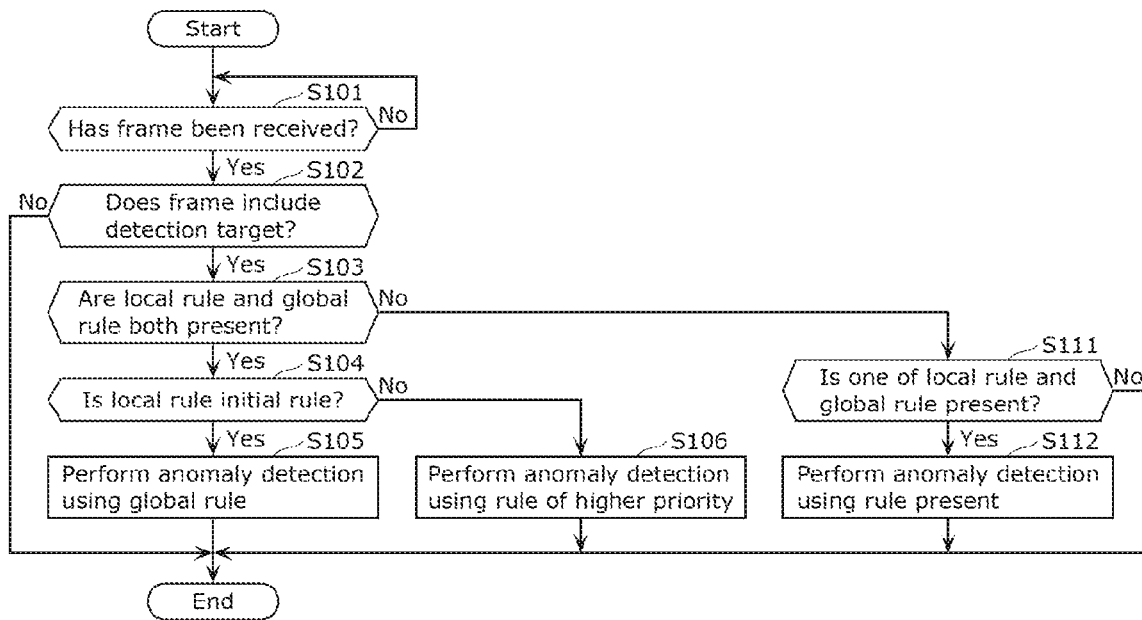 Start
S101
Has frame been received?
No
Yes
S102
No
Does frame include
detection target?
Yes
S103
Are local rule and global
rule both present?
No
Yes
S104
Is local rule initial rule?
No
S111
Is one of local rule and
global rule present?
No
Yes
S105
Perform anomaly detection
using global rule
S106
Perform anomaly detection
using rule of higher priority
Yes
S112
Perform anomaly detection
using rule present
End